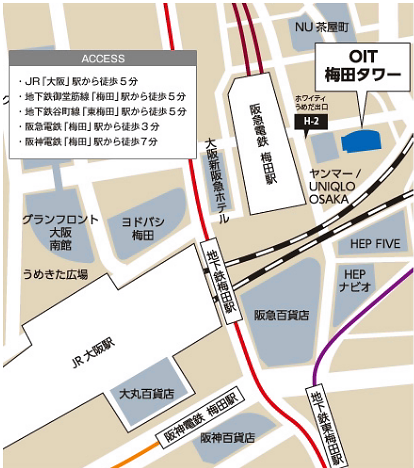 ACCESS
・JR「大阪」駅から徒歩5分
・地下鉄御堂筋線「梅田」駅から徒歩5分
・地下鉄谷町線「東梅田」駅から徒歩5分
・阪急電鉄「梅田」駅から徒歩3分
・阪神電鉄「梅田」駅から徒歩7分
NU 茶屋町
OIT
梅田タワー
ホワイティ
うめだ出口
H-2
阪急電鉄 梅田駅
大阪新阪急ホテル
ヤンマー /
UNIQLO
OSAKA
グランフロント
大阪
南館
ヨドバシ
梅田
うめきた広場
地下鉄梅田駅
HEP FIVE
HEP
ナビオ
阪急百貨店
JR 大阪駅
大丸百貨店
阪神電鉄 梅田駅
阪神百貨店
地下鉄東梅田駅